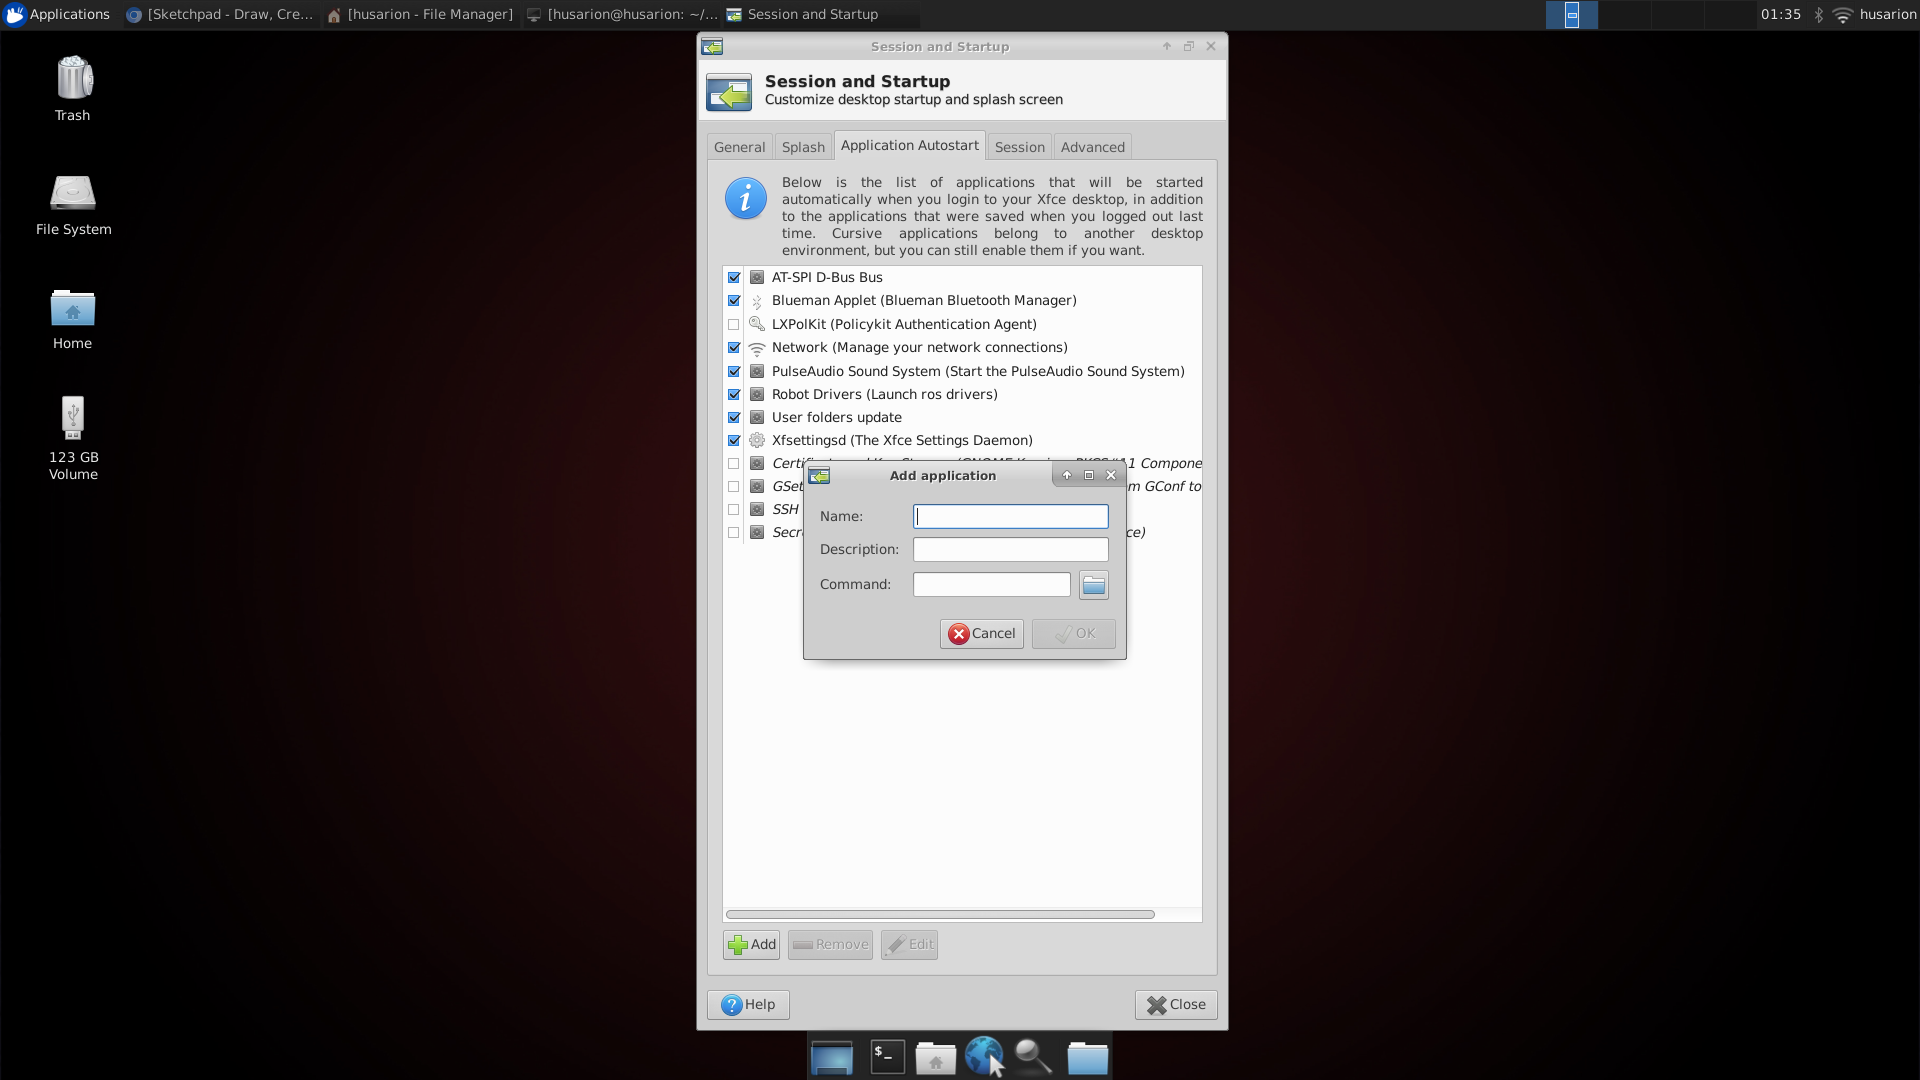 Applications
[Sketchpad - Draw, Cre...
[husarion - File Manager]
[husarion@husarion: ~/...
Session and Startup
01:35
husarion
Trash
File System
Home
123 GB
Volume
Session and Startup
Session and Startup
Customize desktop startup and splash screen
General
Splash
Application Autostart
Session
Advanced
Below is the list of applications that will be started
automatically when you login to your Xfce desktop, in addition
to the applications that were saved when you logged out last
time. Cursive applications belong to another desktop
environment, but you can still enable them if you want.
AT-SPI D-Bus Bus
Blueman Applet (Blueman Bluetooth Manager)
LXPolKit (Policykit Authentication Agent)
Network (Manage your network connections)
PulseAudio Sound System (Start the PulseAudio Sound System)
Robot Drivers (Launch ros drivers)
User folders update
Xfsettingsd (The Xfce Settings Daemon)
GSet
m GConf to
SSH
Secr
ce)
Add application
Name:
Description:
Command:
Cancel
OK
Add
Remove
Edit
Help
Close
$_